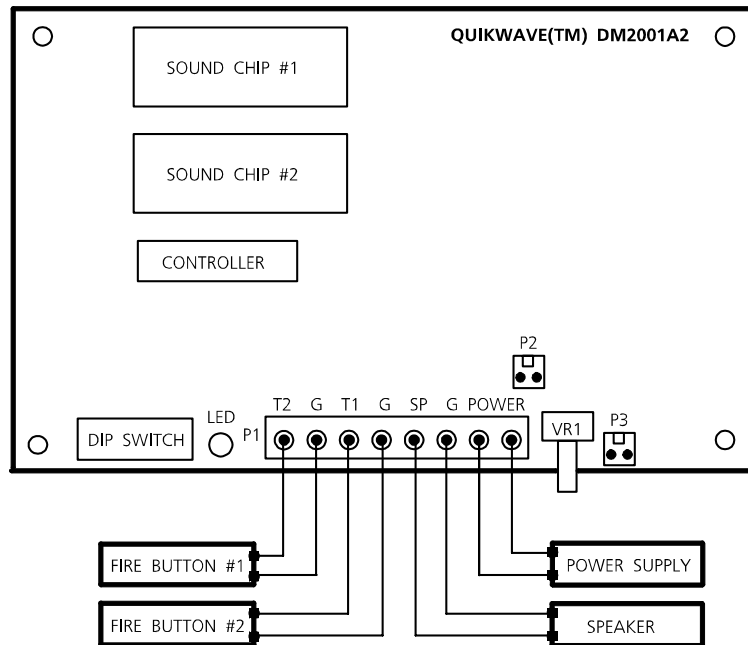 QUIKWAVE(TM) DM2001A2
SOUND CHIP #1
SOUND CHIP #2
CONTROLLER
P2
T2 G T1 G SP G POWER
LED
P1
DIP SWITCH
VR1
P3
FIRE BUTTON #1
POWER SUPPLY
FIRE BUTTON #2
SPEAKER